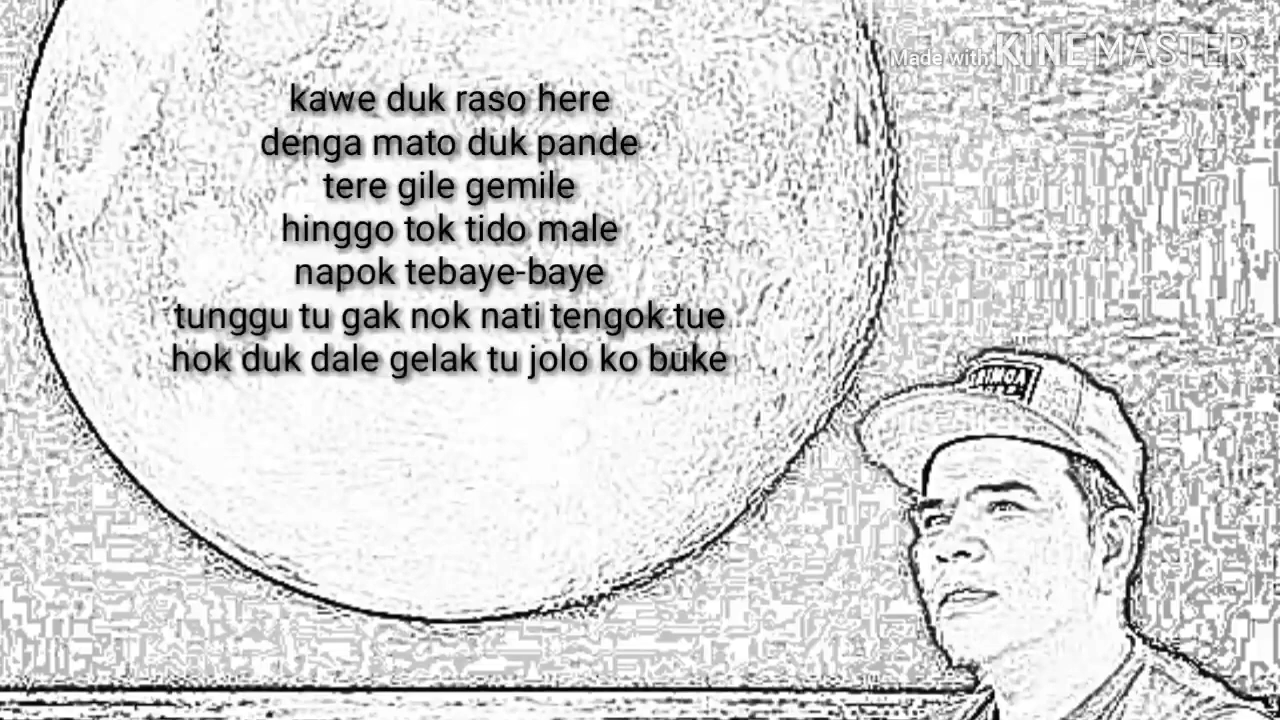 Made with KINEMASTER
kawe duk raso here
denga mato duk pande
tere gile gemile
hinggo tok tido male
napok tebaye-baye
tunggu tu gak nok nati tengok tue
hok duk dale gelak tu jolo ko buke